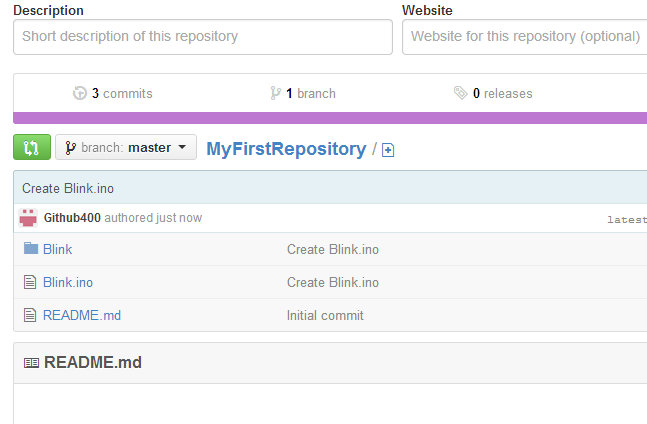 Description Website
Short description of this repository Website for this repository (optional)
3 commits 1 branch 0 releases
branch: master MyFirstRepository /
Create Blink.ino
Github400 authored just now latest
Blink Create Blink.ino
Blink.ino Create Blink.ino
README.md Initial commit
README.md